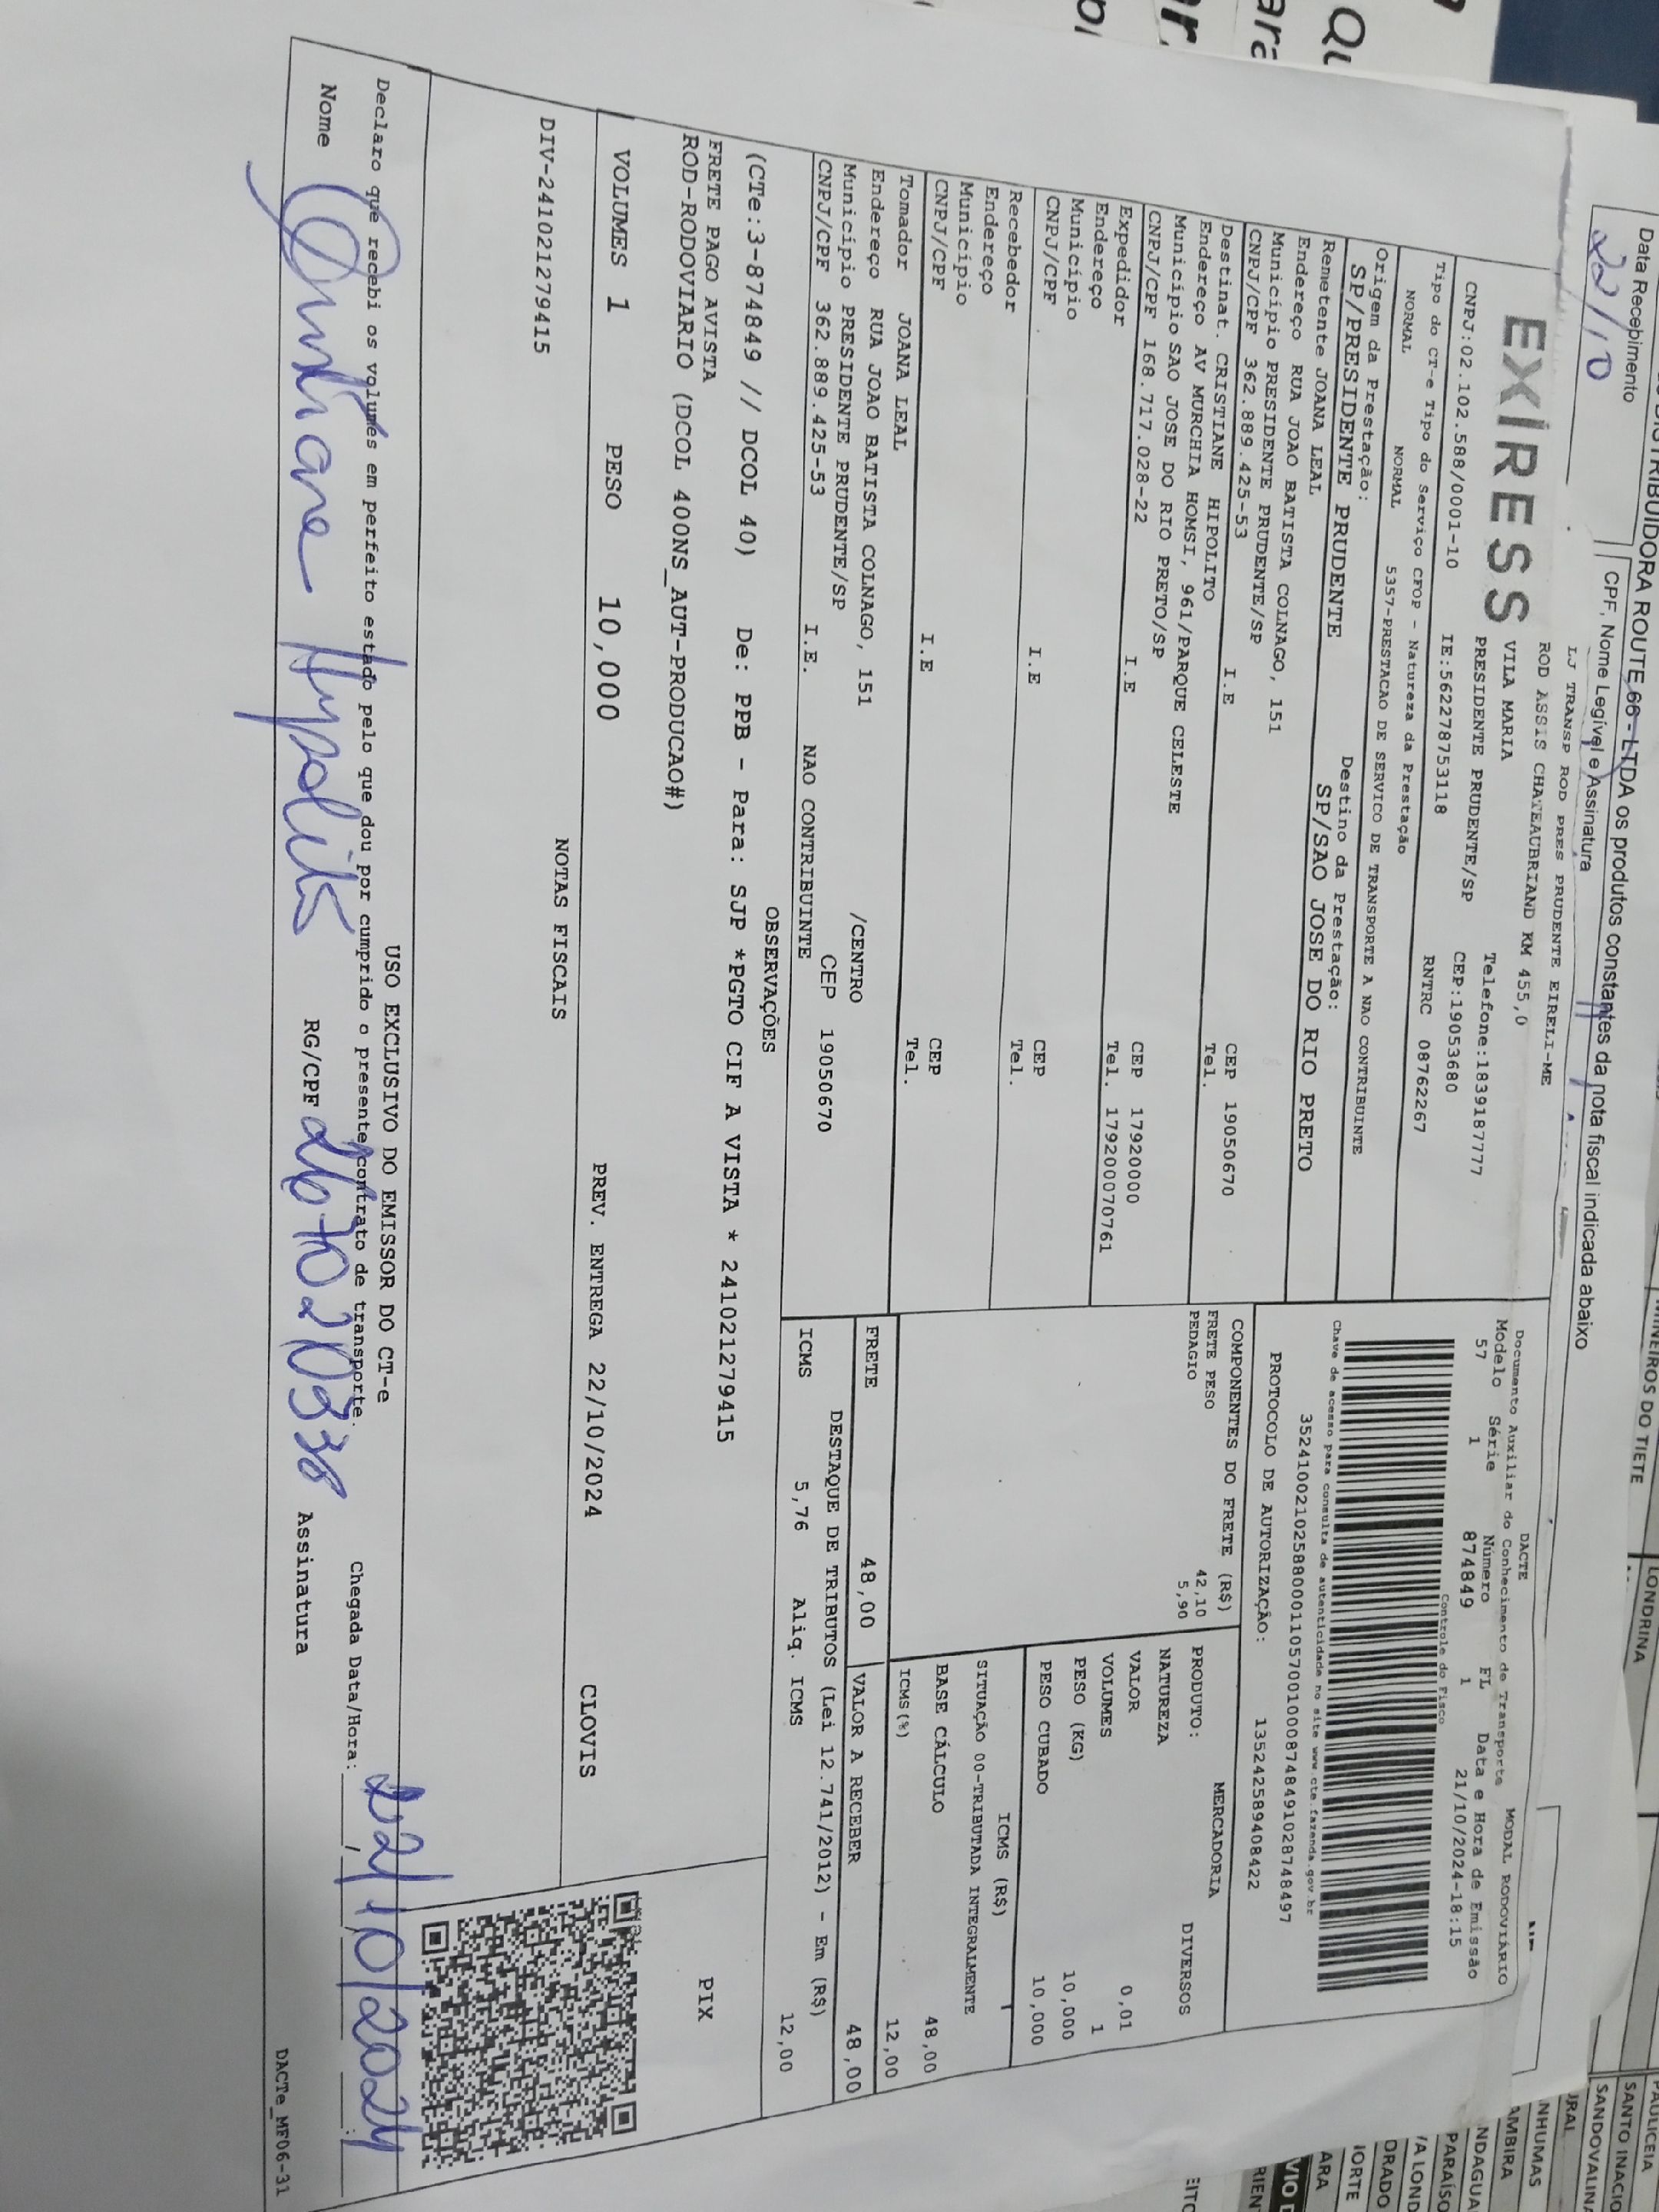 DISTRIBUIDORA ROUTE 66 - LTDA os produtos constantes da nota fiscal indicada abaixo
Data Recebimento
CPF, Nome Legível e Assinatura
22/10
EXPRESS
LJ TRANSP ROD PRES PRUDENTE EIRELI-ME
ROD ASSIS CHATEAUBRIAND KM 455,0
VILA MARIA Telefone:1839187777
PRESIDENTE PRUDENTE/SP CEP:19053680
CNPJ:02.102.588/0001-10 IE:562278753118 RNTRC 08762267
Tipo do CT-e Tipo do Serviço CFOP - Natureza da Prestação
NORMAL NORMAL 5357-PRESTACAO DE SERVICO DE TRANSPORTE A NAO CONTRIBUINTE
Origem da Prestação: Destino da Prestação:
SP/PRESIDENTE PRUDENTE SP/SAO JOSE DO RIO PRETO
Remetente JOANA LEAL
Endereço RUA JOAO BATISTA COLNAGO, 151
Município PRESIDENTE PRUDENTE/SP CEP 19050670
CNPJ/CPF 362.889.425-53 I.E Tel.
Destinat. CRISTIANE HIPOLITO
Endereço AV MURCHIA HOMSI, 961/PARQUE CELESTE
Município SAO JOSE DO RIO PRETO/SP CEP 17920000
CNPJ/CPF 168.717.028-22 I.E Tel. 179200070761
Expedidor
Endereço
Município CEP
CNPJ/CPF I.E Tel.
Recebedor
Endereço
Município CEP
CNPJ/CPF I.E Tel.
Tomador JOANA LEAL
Endereço RUA JOAO BATISTA COLNAGO, 151 /CENTRO
Município PRESIDENTE PRUDENTE/SP CEP 19050670
CNPJ/CPF 362.889.425-53 I.E. NAO CONTRIBUINTE
DACTE MODAL RODOVIÁRIO
Documento Auxiliar do Conhecimento de Transporte
Modelo Série Número FL Data e Hora de Emissão
57 1 874849 1 21/10/2024-18:15
Controle do Fisco
Chave de acesso para consulta de autenticidade no site www.cte.fazenda.gov.br
35241002102588000110570010008748491028748497
PROTOCOLO DE AUTORIZAÇÃO: 135242589408422
COMPONENTES DO FRETE (R$)
FRETE PESO 42,10
PEDAGIO 5,90
MERCADORIA
PRODUTO: DIVERSOS
NATUREZA
VALOR 0,01
VOLUMES 1
PESO (KG) 10,000
PESO CUBADO 10,000
ICMS (R$)
SITUAÇÃO 00-TRIBUTADA INTEGRALMENTE
BASE CÁLCULO 48,00
ICMS(%) 12,00
FRETE 48,00 VALOR A RECEBER 48,00
DESTAQUE DE TRIBUTOS (Lei 12.741/2012) - Em (R$)
ICMS 5,76 Aliq. ICMS 12,00
OBSERVAÇÕES
(CTe:3-874849 // DCOL 40) De: PPB - Para: SJP *PGTO CIF A VISTA * 241021279415
FRETE PAGO AVISTA
ROD-RODOVIARIO (DCOL 400NS_AUT-PRODUCAO#)
PIX
VOLUMES 1 PESO 10,000 PREV. ENTREGA 22/10/2024 CLOVIS
NOTAS FISCAIS
DIV-241021279415
USO EXCLUSIVO DO EMISSOR DO CT-e
Declaro que recebi os volumes em perfeito estado pelo que dou por cumprido o presente contrato de transporte.
Chegada Data/Hora: 22/10/2024
Nome RG/CPF 2670210338 Assinatura
DACTe_MF06-31
MINEIROS DO TIETE
LONDRINA
PAULICEIA
SANTO INACIO